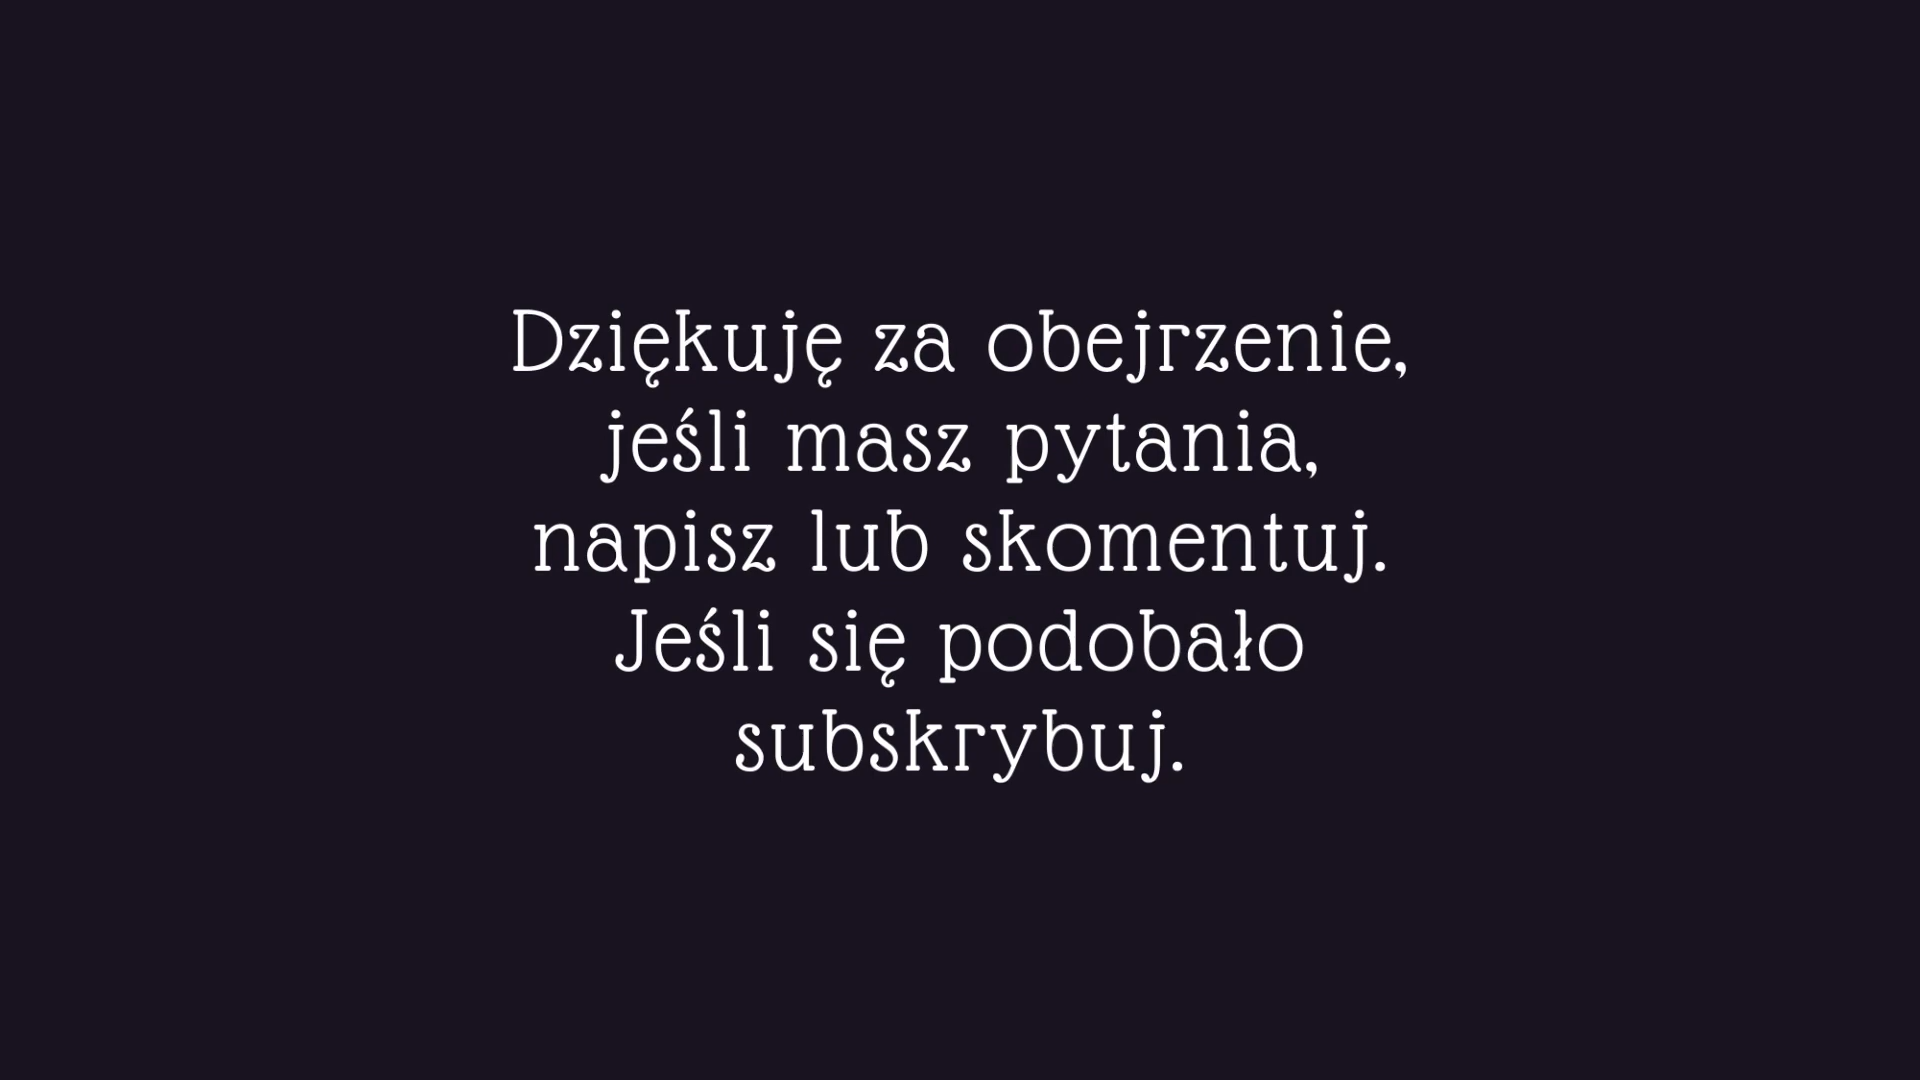 Dziękuję za obejrzenie,
jeśli masz pytania,
napisz lub skomentuj.
Jeśli się podobało
subskrybuj.